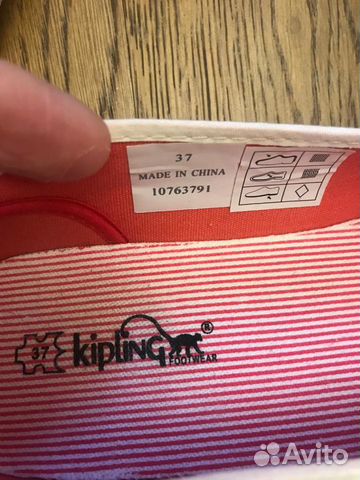 37
MADE IN CHINA
10763791
37
kipling®
FOOTWEAR
Avito